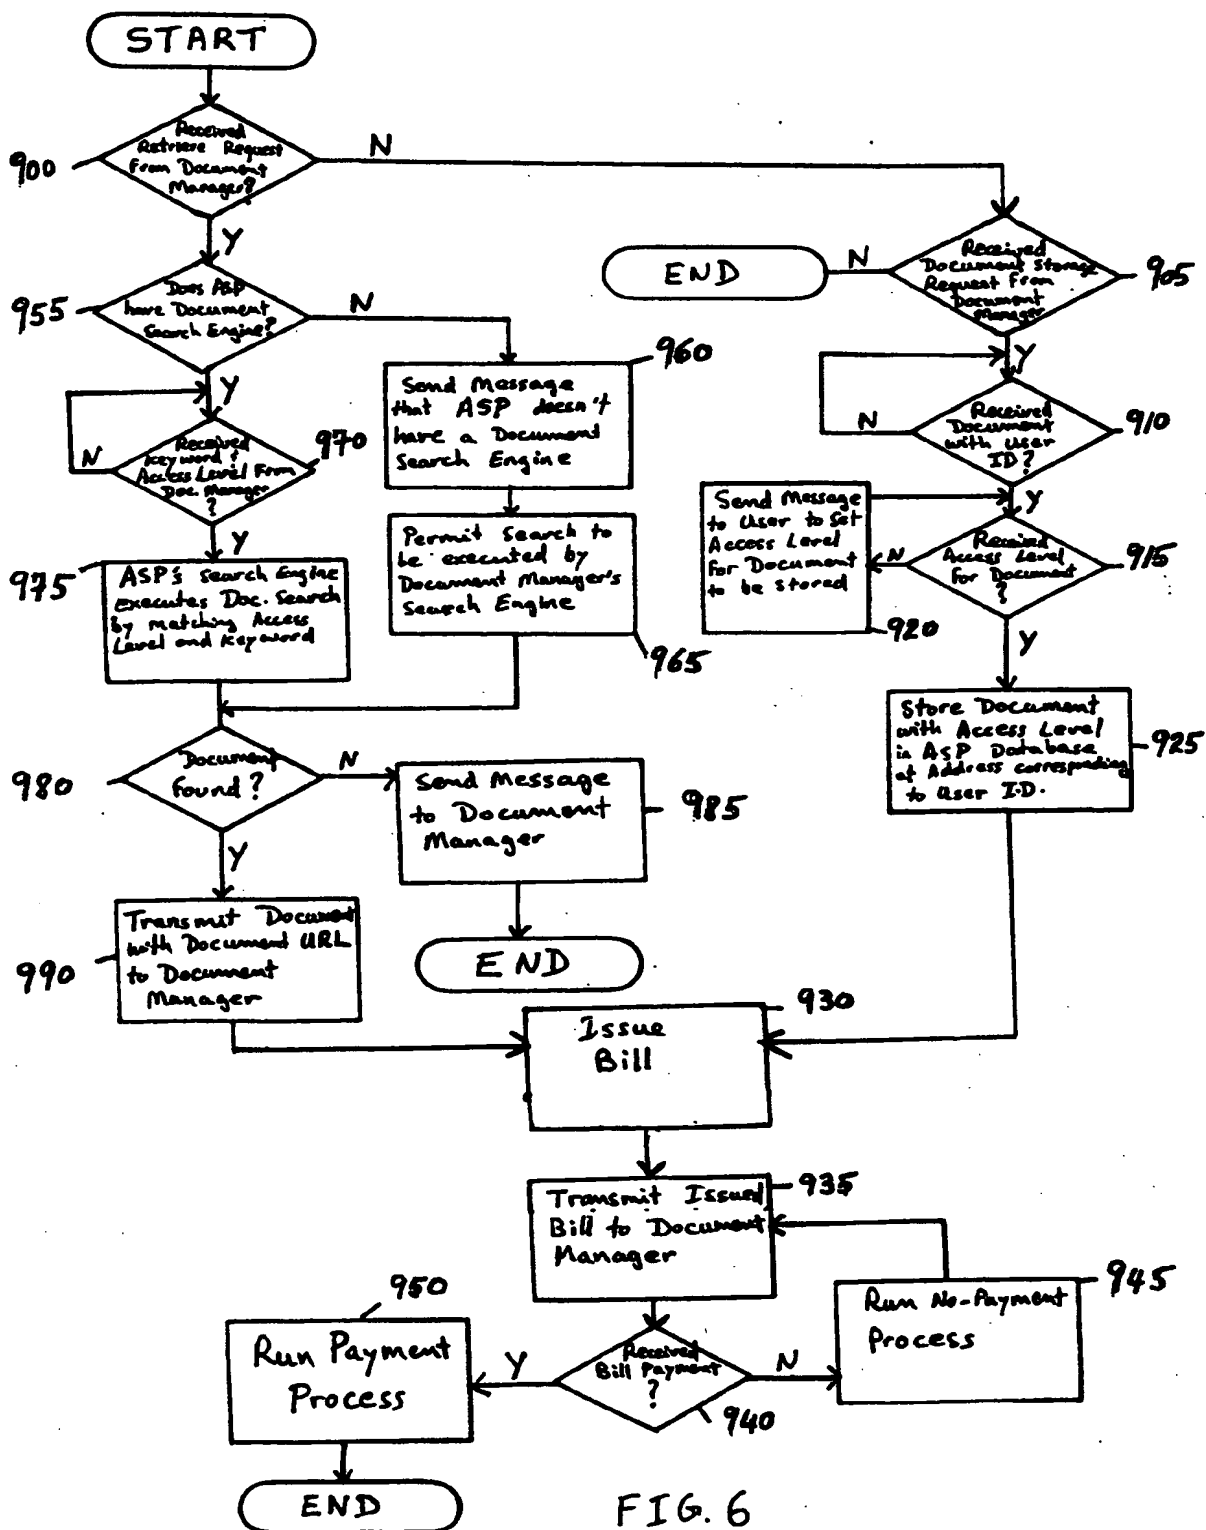 START
Received
Retrieve Request
From Document
Manager?
900
N
Y
Received
Document Storage
Request From
Document
Manager
905
N
END
Does ASP
have Document
Search Engine?
955
N
Y
Y
960
Send Message
that ASP doesn't
have a Document
Search Engine
Received
Document
with User
ID?
910
N
Y
Received
Keyword +
Access Level From
Doc. Manager
?
970
N
Y
Send Message
to User to Set
Access Level
For Document
to be stored
920
Received
Access Level
For Document
?
915
N
Y
Permit Search to
be executed by
Document Manager's
Search Engine
965
975
ASP's Search Engine
executes Doc. Search
by matching Access
Level and keyword
Store Document
with Access Level
in ASP Database
at Address corresponding
to User I.D.
925
980
Document
found?
N
Y
Send Message
to Document
Manager
985
END
990
Transmit Document
with Document URL
to Document
Manager
930
Issue
Bill
935
Transmit Issued
Bill to Document
Manager
945
Run No-Payment
Process
950
Run Payment
Process
Y
Received
Bill Payment
?
N
940
END
FIG. 6